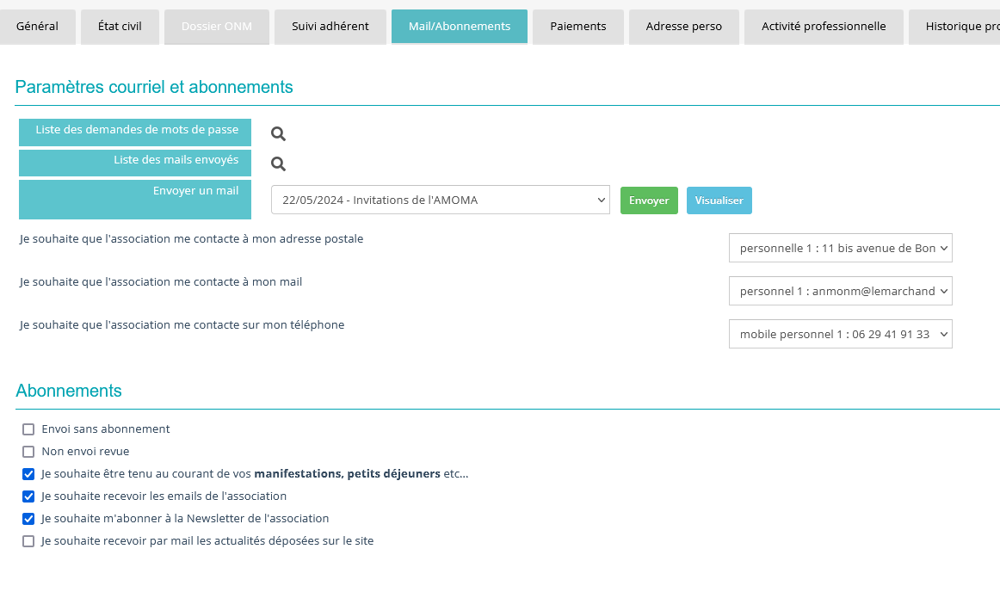 Général État civil Dossier ONM Suivi adhérent Mail/Abonnements Paiements Adresse perso Activité professionnelle Historique pro
Paramètres courriel et abonnements
Liste des demandes de mots de passe
Liste des mails envoyés
Envoyer un mail 22/05/2024 - Invitations de l'AMOMA Envoyer Visualiser
Je souhaite que l'association me contacte à mon adresse postale personnelle 1 : 11 bis avenue de Bon
Je souhaite que l'association me contacte à mon mail personnel 1 : anmonm@lemarchand
Je souhaite que l'association me contacte sur mon téléphone mobile personnel 1 : 06 29 41 91 33
Abonnements
Envoi sans abonnement
Non envoi revue
Je souhaite être tenu au courant de vos manifestations, petits déjeuners etc...
Je souhaite recevoir les emails de l'association
Je souhaite m'abonner à la Newsletter de l'association
Je souhaite recevoir par mail les actualités déposées sur le site